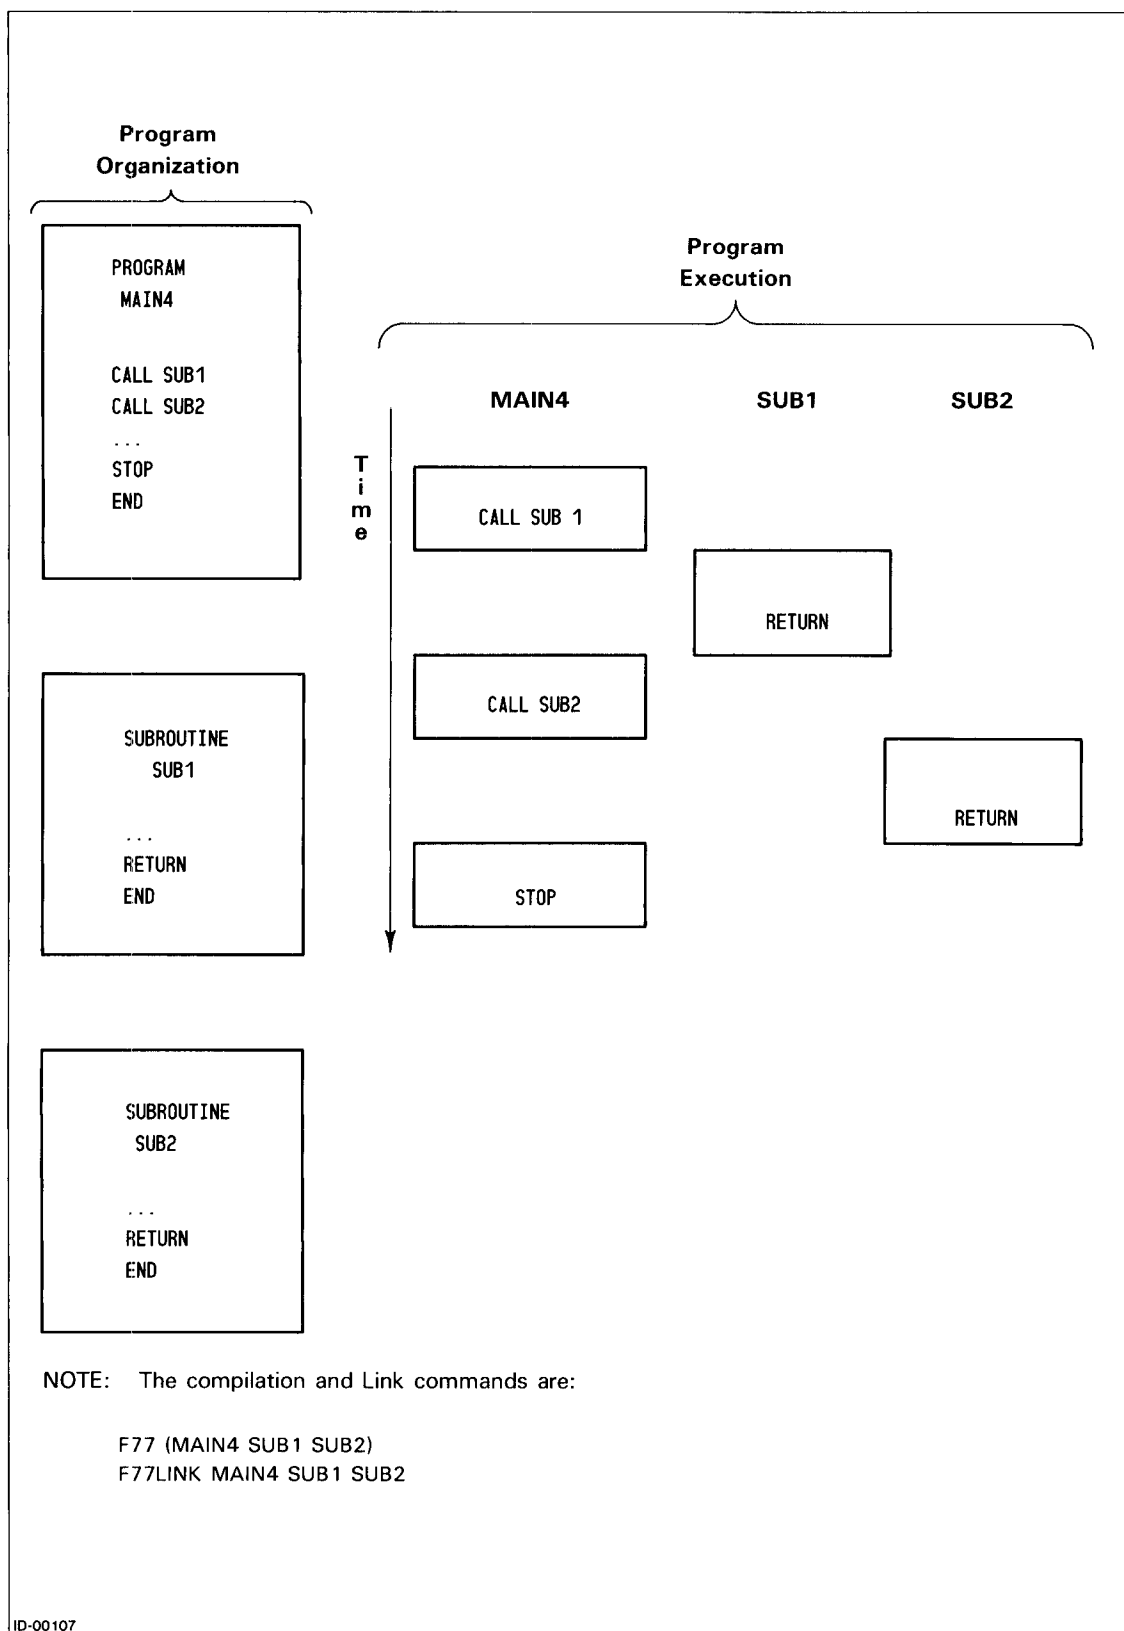 Program
Organization
PROGRAM
MAIN4
CALL SUB1
CALL SUB2
...
STOP
END
SUBROUTINE
SUB1
...
RETURN
END
SUBROUTINE
SUB2
...
RETURN
END
Program
Execution
MAIN4 SUB1 SUB2
Time
CALL SUB 1
RETURN
CALL SUB2
RETURN
STOP
NOTE: The compilation and Link commands are:
F77 (MAIN4 SUB1 SUB2)
F77LINK MAIN4 SUB1 SUB2
ID-00107